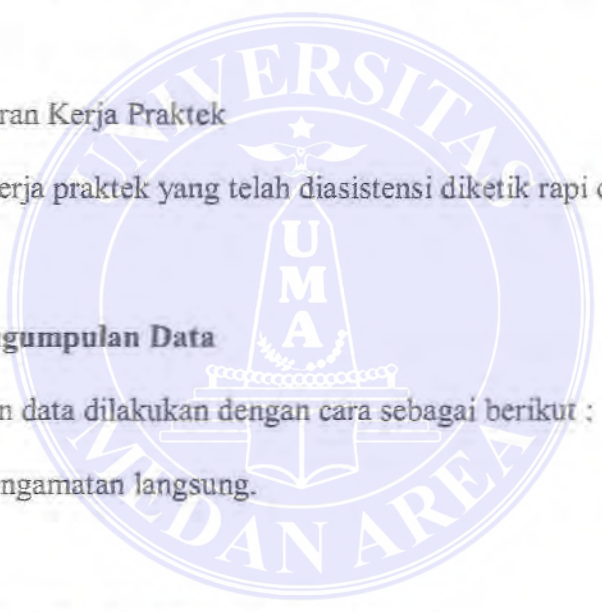 ran Kerja Praktek
erja praktek yang telah diasistensi diketik rapi
gumpulan Data
n data dilakukan dengan cara sebagai berikut :
ngamatan langsung.
UNIVERSITAS
UMA
MEDAN AREA